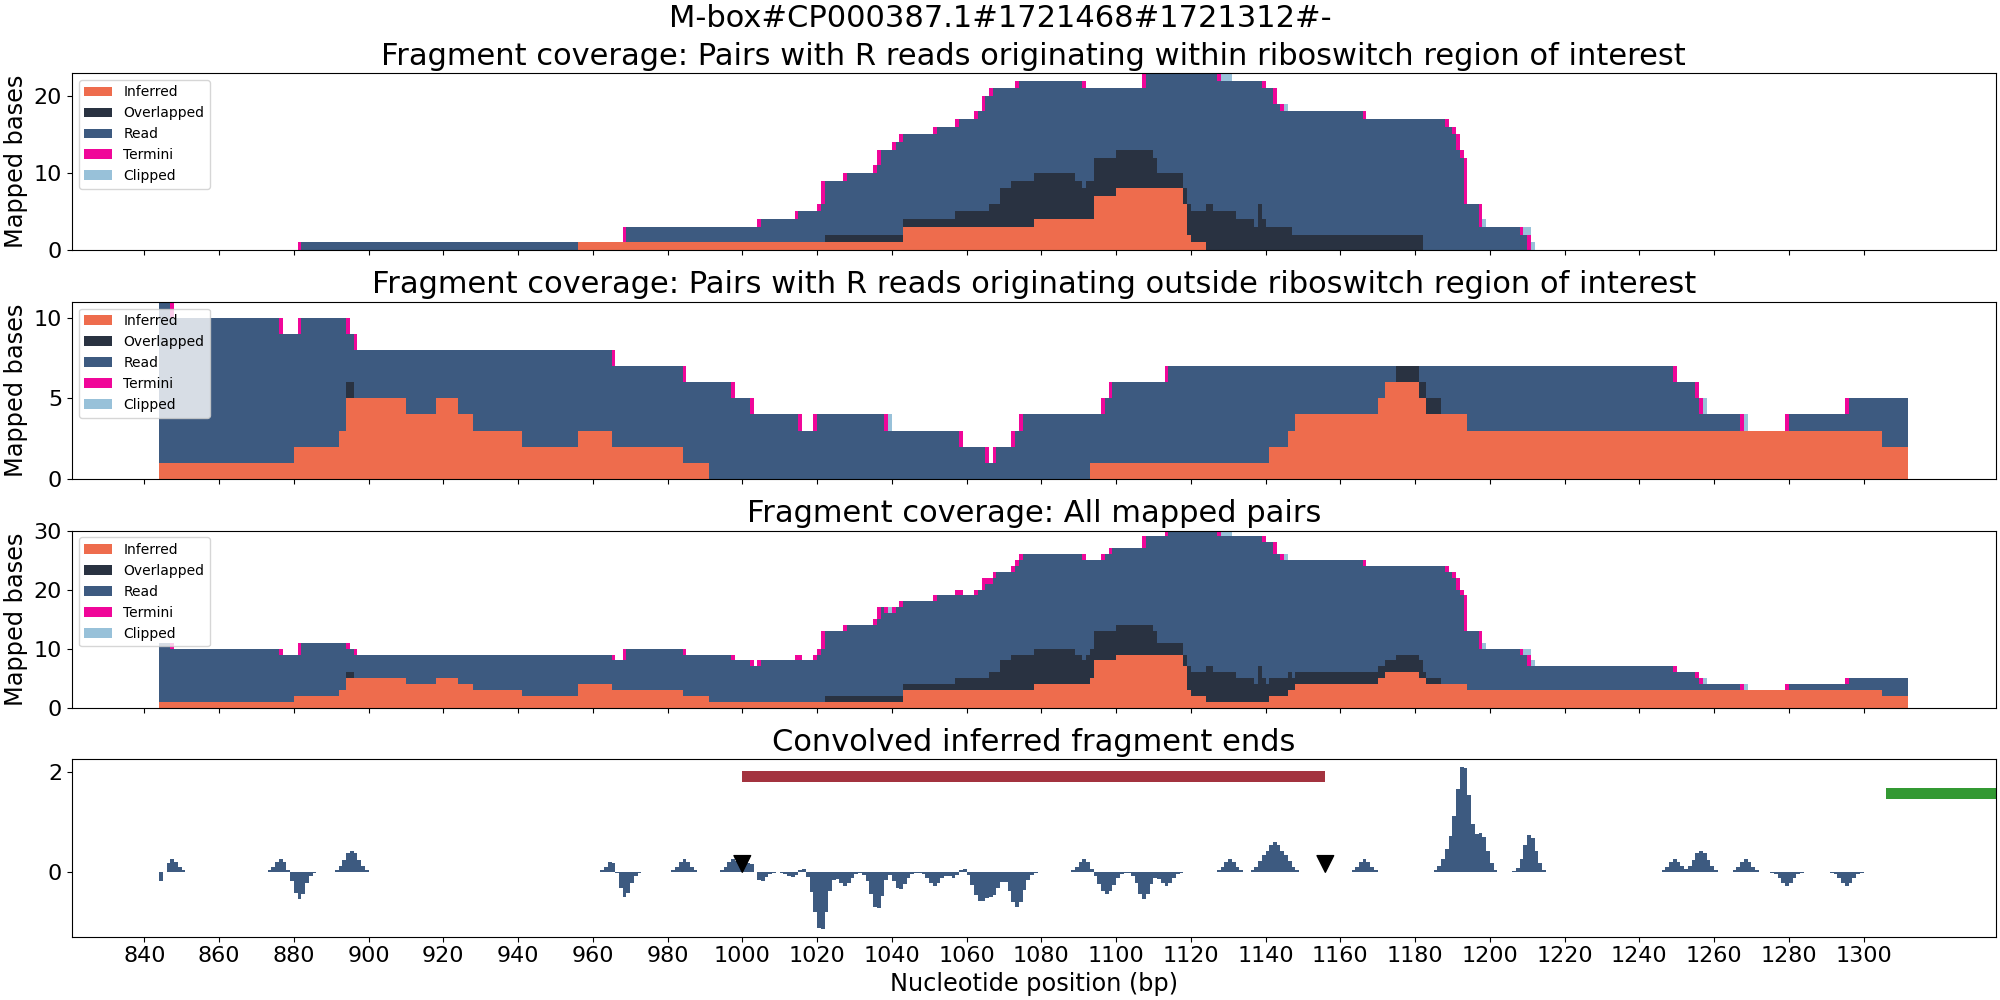 M-box#CP000387.1#1721468#1721312#-
Fragment coverage: Pairs with R reads originating within riboswitch region of interest
Mapped bases
20
10
0
Inferred
Overlapped
Read
Termini
Clipped
Fragment coverage: Pairs with R reads originating outside riboswitch region of interest
Mapped bases
10
5
0
Inferred
Overlapped
Read
Termini
Clipped
Fragment coverage: All mapped pairs
Mapped bases
30
20
10
0
Inferred
Overlapped
Read
Termini
Clipped
Convolved inferred fragment ends
2
0
840 860 880 900 920 940 960 980 1000 1020 1040 1060 1080 1100 1120 1140 1160 1180 1200 1220 1240 1260 1280 1300
Nucleotide position (bp)